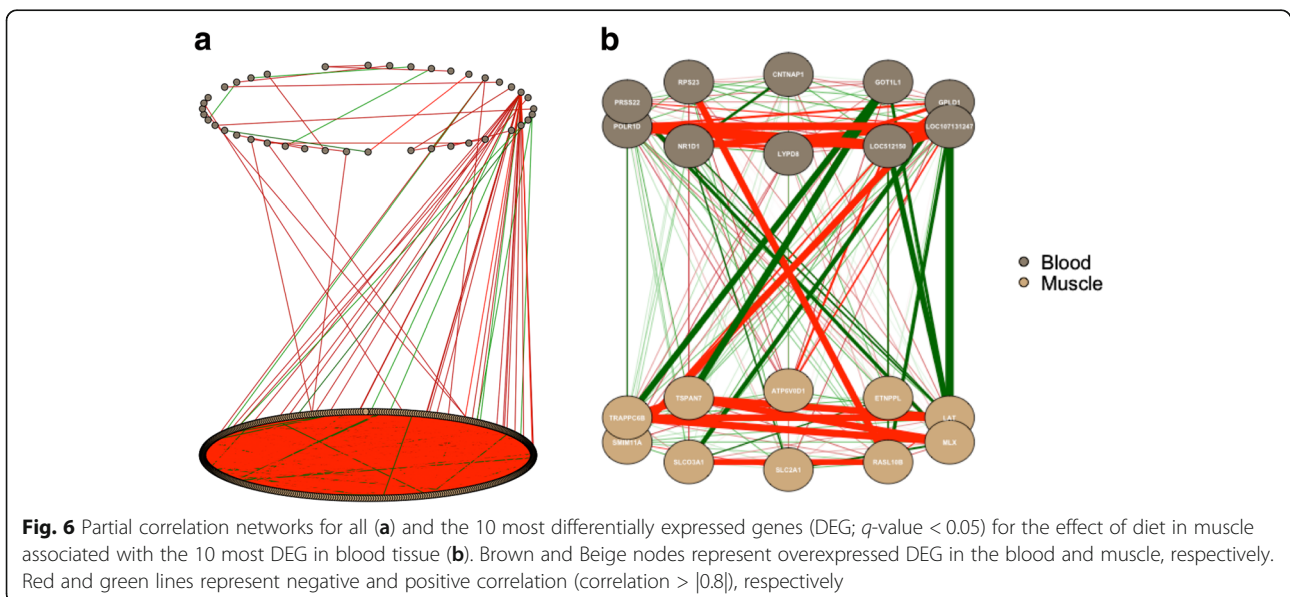 a
b
RPS23
CNTNAP1
GOT1L1
PRSS22
GPLD1
POLR1D
LOC107131247
NR1D1
LYPD8
LOC512150
Blood
Muscle
TSPAN7
ATP6V0D1
ETNPPL
TRAPPC6B
LAT
SMIM11A
MLX
SLCO3A1
SLC2A1
RASL10B
Fig. 6 Partial correlation networks for all (a) and the 10 most differentially expressed genes (DEG; q-value < 0.05) for the effect of diet in muscle
associated with the 10 most DEG in blood tissue (b). Brown and Beige nodes represent overexpressed DEG in the blood and muscle, respectively.
Red and green lines represent negative and positive correlation (correlation > |0.8|), respectively